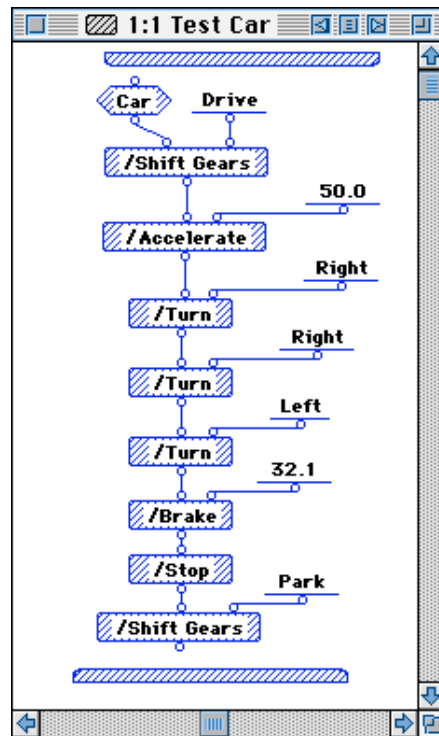 1:1 Test Car
Car
Drive
/Shift Gears
50.0
/Accelerate
Right
/Turn
Right
/Turn
Left
/Turn
32.1
/Brake
/Stop
Park
/Shift Gears